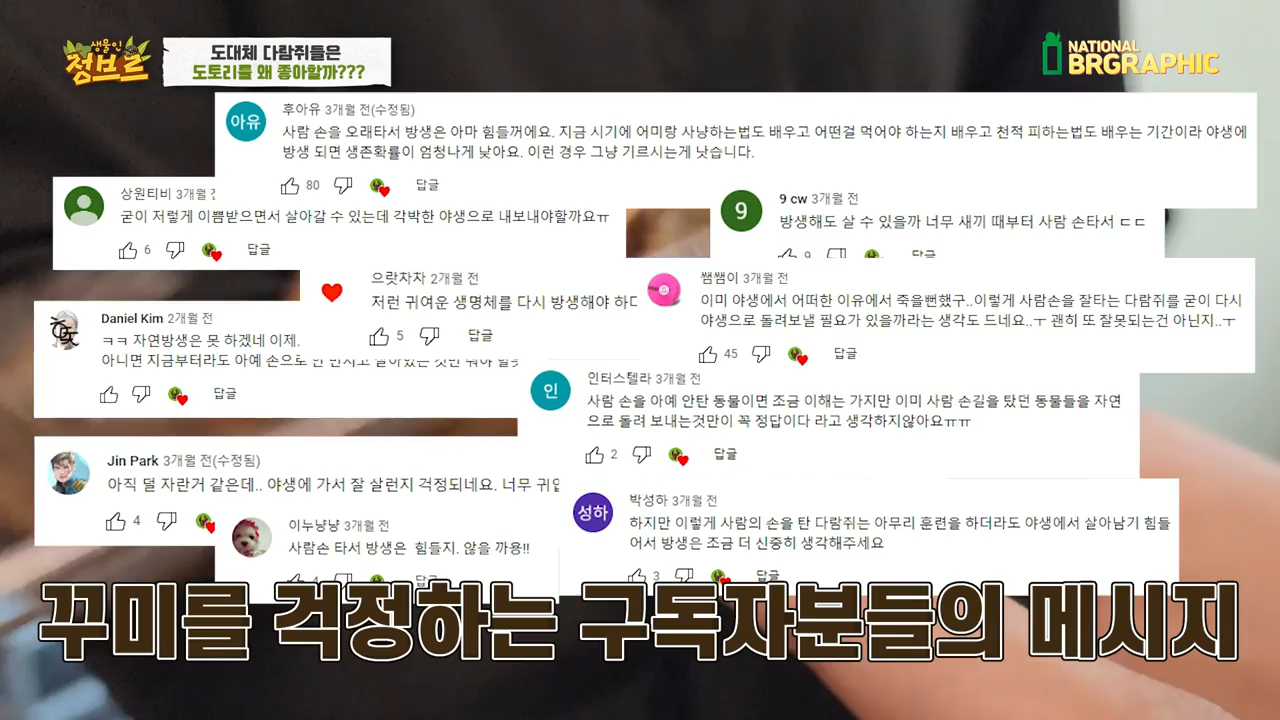 생물인
정브르
도대체 다람쥐들은
도토리를 왜 좋아할까???
NATIONAL
BRGRAPHIC
아유
후아유 3개월 전(수정됨)
사람 손을 오래타서 방생은 아마 힘들꺼에요. 지금 시기에 어미랑 사냥하는법도 배우고 어떤걸 먹어야 하는지 배우고 천적 피하는법도 배우는 기간이라 야생에
방생 되면 생존확률이 엄청나게 낮아요. 이런 경우 그냥 기르시는게 낫습니다.
80 답글
상원티비 3개월
굳이 저렇게 이쁨받으면서 살아갈 수 있는데 각박한 야생으로 내보내야할까요ㅠ
6 답글
9
9 cw 3개월 전
방생해도 살 수 있을까 너무 새끼 때부터 사람 손타서 ㄷㄷ
9 답글
으랏차차 2개월 전
저런 귀여운 생명체를 다시 방생해야 하
5 답글
쌤쌤이 3개월 전
이미 야생에서 어떠한 이유에서 죽을뻔했구..이렇게 사람손을 잘타는 다람쥐를 굳이 다시
야생으로 돌려보낼 필요가 있을까라는 생각도 드네요..ㅜ 괜히 또 잘못되는건 아닌지..ㅜ
45 답글
Daniel Kim 2개월 전
ㅋㅋ 자연방생은 못 하겠네 이제.
아니면 지금부터라도 아예 손으로
답글
인
인터스텔라 3개월 전
사람 손을 아예 안탄 동물이면 조금 이해는 가지만 이미 사람 손길을 탔던 동물들을 자연
으로 돌려 보내는것만이 꼭 정답이다 라고 생각하지않아요ㅠㅠ
2 답글
Jin Park 3개월 전(수정됨)
아직 덜 자란거 같은데.. 야생에 가서 잘 살런지 걱정되네요. 너무
4
이누냥냥 3개월 전
사람손 타서 방생은 힘들지. 않을 까용!!
4 답글
성하
박성하 3개월 전
하지만 이렇게 사람의 손을 탄 다람쥐는 아무리 훈련을 하더라도 야생에서 살아남기 힘들
어서 방생은 조금 더 신중히 생각해주세요
3 답글
꾸미를 걱정하는 구독자분들의 메시지